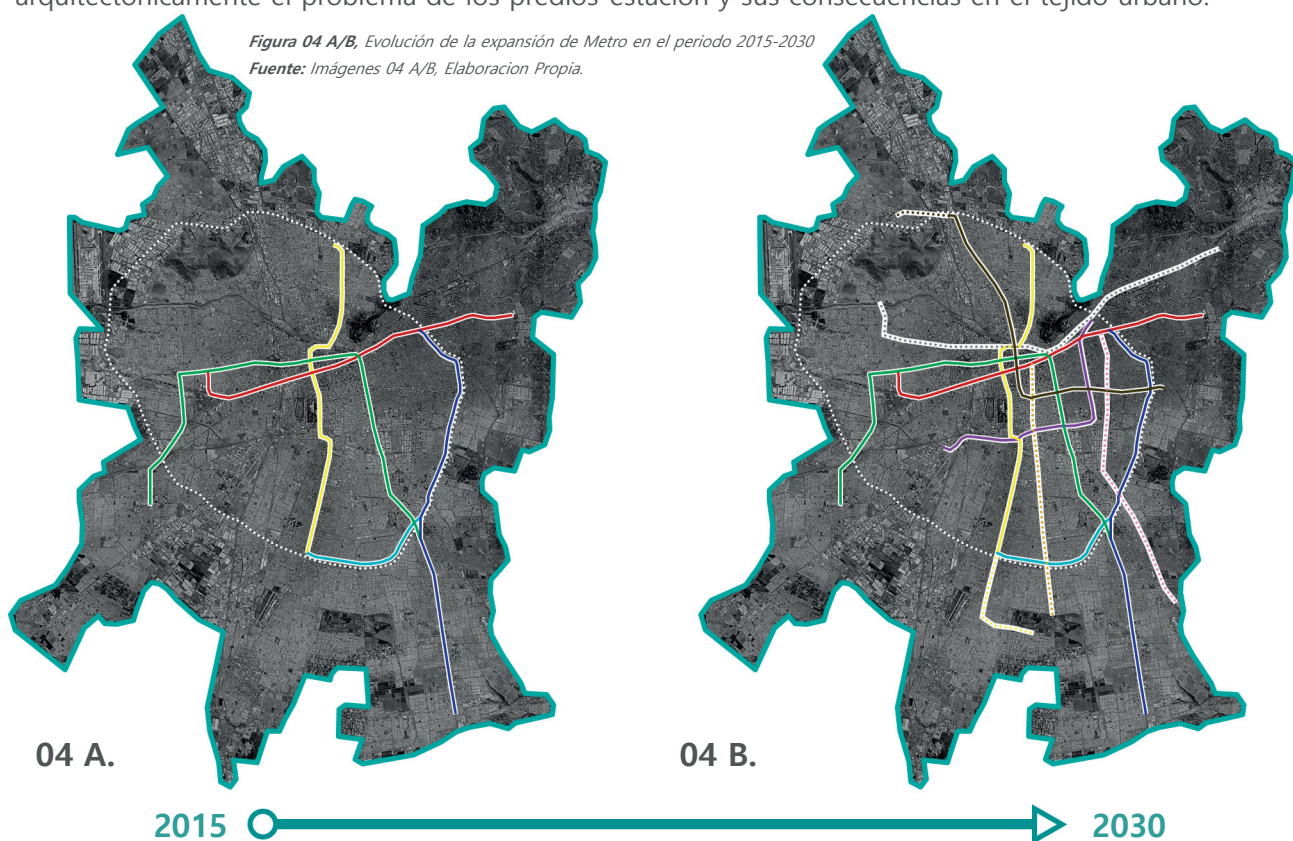 arquitectónicamente el problema de los predios-estación y sus consecuencias en el tejido urbano.
Figura 04 A/B, Evolución de la expansión de Metro en el periodo 2015-2030
Fuente: Imágenes 04 A/B, Elaboracion Propia.
04 A.
04 B.
2015
2030